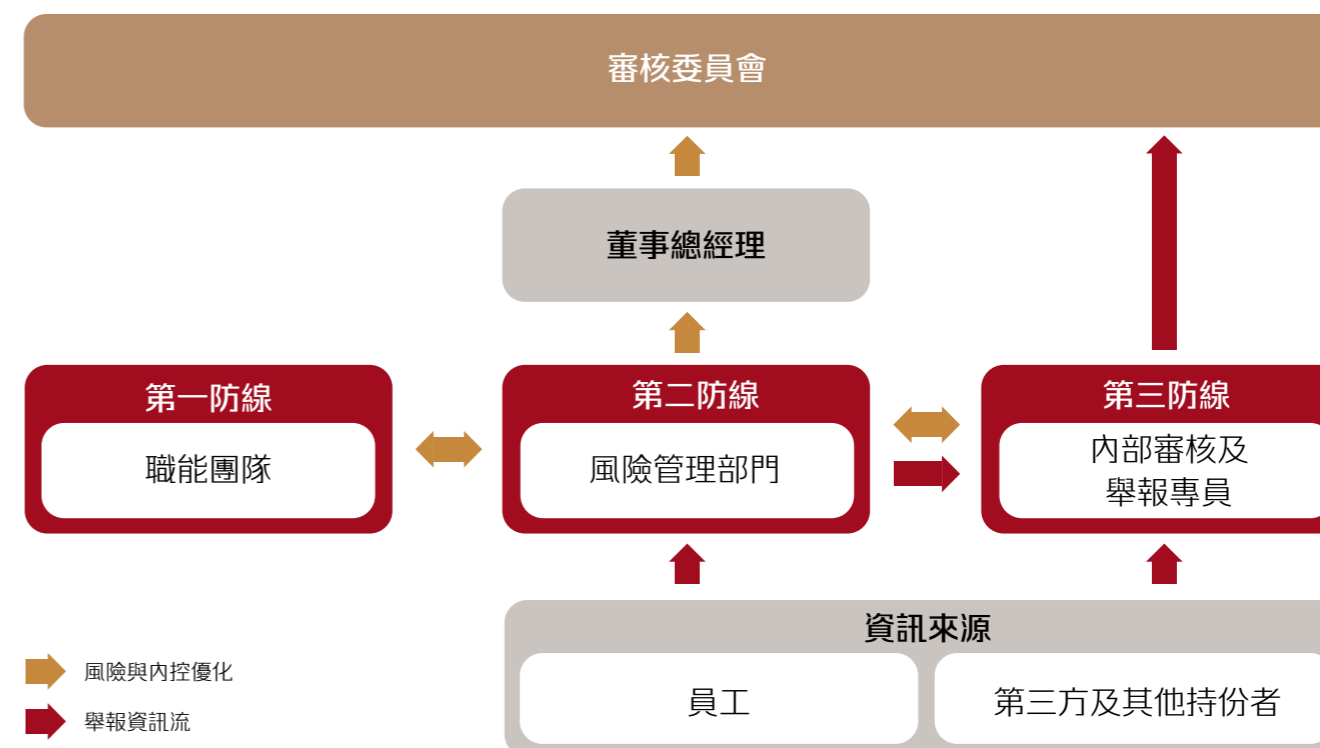 審核委員會
董事總經理
第一防線
職能團隊
第二防線
風險管理部門
第三防線
內部審核及
舉報專員
資訊來源
員工
第三方及其他持份者
風險與內控優化
舉報資訊流